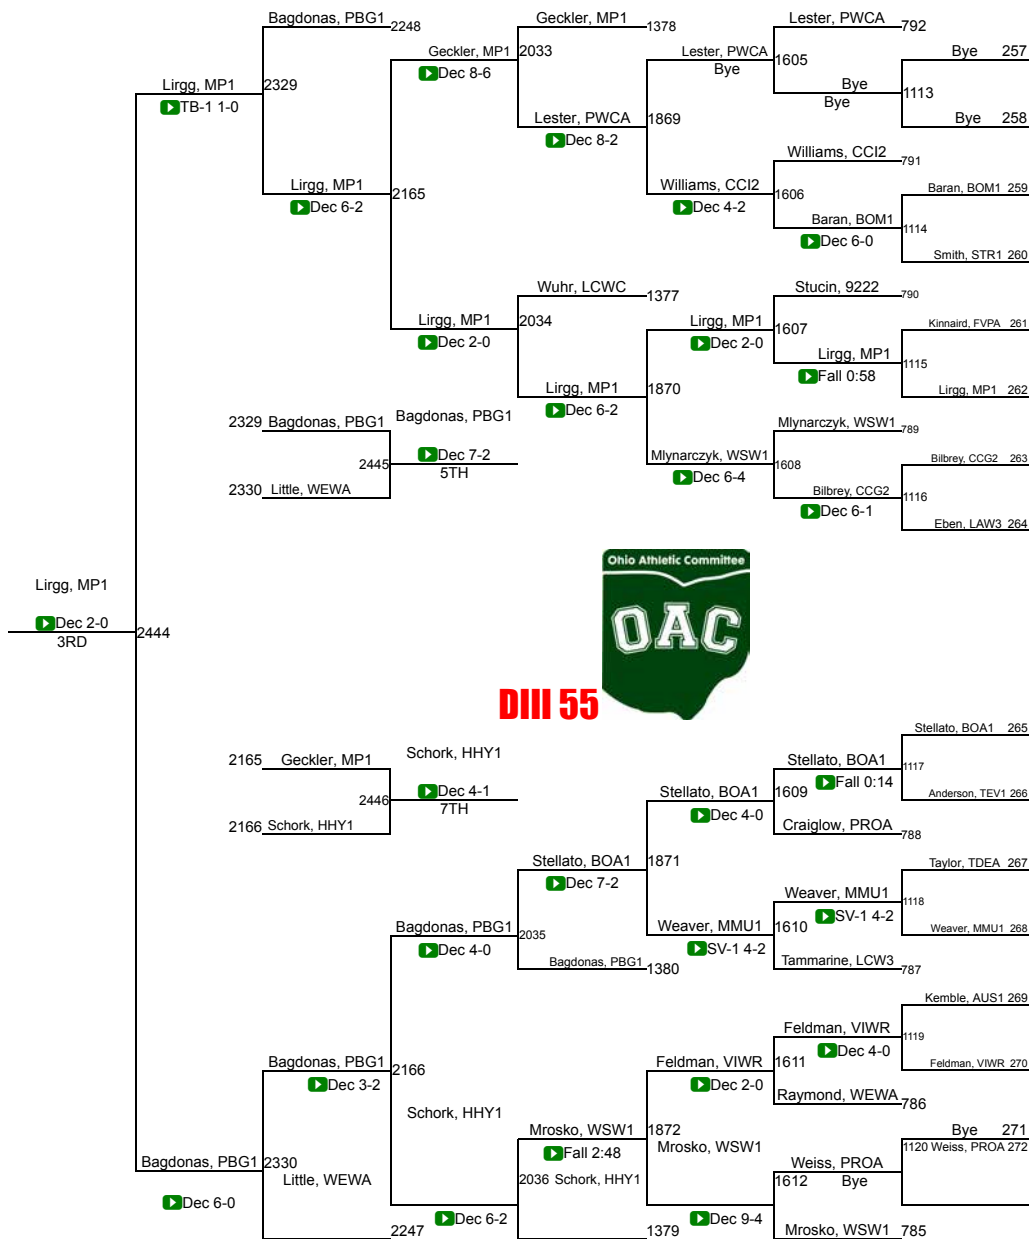 Bagdonas, PBG1 2248
Geckler, MP1 1378
Lester, PWCA 792
Geckler, MP1 2033
Dec 8-6
Lester, PWCA
Bye
1605
Bye 257
Lirgg, MP1
TB-1 1-0
2329
Bye
Bye
1113
Lester, PWCA
Dec 8-2
1869
Bye 258
Williams, CCI2 791
Lirgg, MP1
Dec 6-2
2165
Williams, CCI2
Dec 4-2
1606
Baran, BOM1 259
Baran, BOM1
Dec 6-0
1114
Smith, STR1 260
Wuhr, LCWC 1377
Stucin, 9222 790
Lirgg, MP1
Dec 2-0
2034
Lirgg, MP1
Dec 2-0
1607
Kinnaird, FVPA 261
Lirgg, MP1
Fall 0:58
1115
Lirgg, MP1
Dec 6-2
1870
Lirgg, MP1 262
2329 Bagdonas, PBG1
Bagdonas, PBG1
Mlynarczyk, WSW1 789
2445
Dec 7-2
5TH
Mlynarczyk, WSW1
Dec 6-4
1608
Bilbrey, CCG2 263
2330 Little, WEWA
Bilbrey, CCG2
Dec 6-1
1116
Eben, LAW3 264
Ohio Athletic Committee
OAC
Lirgg, MP1
Dec 2-0
3RD
2444
DIII 55
Stellato, BOA1 265
2165 Geckler, MP1
Schork, HHY1
Stellato, BOA1
Fall 0:14
1117
2446
Dec 4-1
7TH
Stellato, BOA1
Dec 4-0
1609
Anderson, TEV1 266
2166 Schork, HHY1
Craiglow, PROA 788
Stellato, BOA1
Dec 7-2
1871
Taylor, TDEA 267
Weaver, MMU1
SV-1 4-2
1118
Bagdonas, PBG1
Dec 4-0
2035
Weaver, MMU1
SV-1 4-2
1610
Weaver, MMU1 268
Bagdonas, PBG1 1380
Tammarine, LCW3 787
Kemble, AUS1 269
Feldman, VIWR
Dec 4-0
1119
Bagdonas, PBG1
Dec 3-2
2166
Feldman, VIWR
Dec 2-0
1611
Feldman, VIWR 270
Raymond, WEWA 786
Schork, HHY1
Mrosko, WSW1
Fall 2:48
1872
Mrosko, WSW1
Bye 271
1120 Weiss, PROA 272
Bagdonas, PBG1
Dec 6-0
2330
Little, WEWA
2036 Schork, HHY1
Weiss, PROA
Bye
1612
2247
Dec 6-2
1379
Dec 9-4
Mrosko, WSW1 785